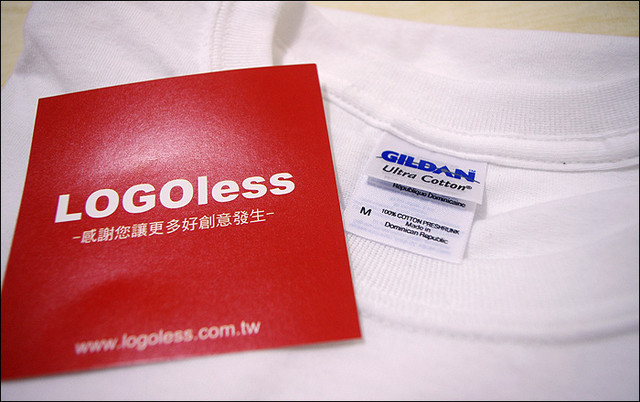 LOGOless
-感謝您讓更多好創意發生-
www.logoless.com.tw
GILDAN
Ultra Cotton®
République Dominicaine
M
100% COTTON PRESHRUNK
Made in
Dominican Republic